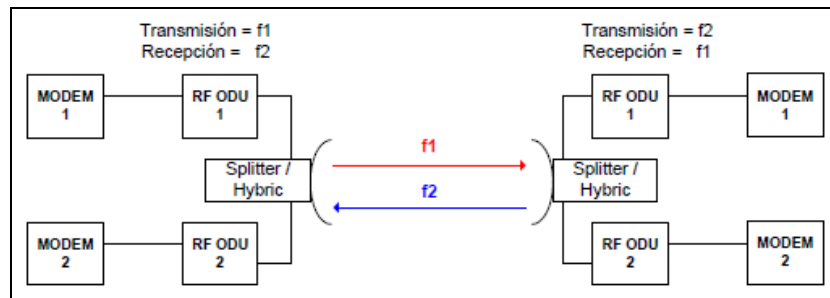 Transmisión = f1
Recepción = f2
Transmisión = f2
Recepción = f1
MODEM
1
RF ODU
1
RF ODU
1
MODEM
1
f1
Splitter /
Hybric
Splitter /
Hybric
f2
MODEM
2
RF ODU
2
RF ODU
2
MODEM
2